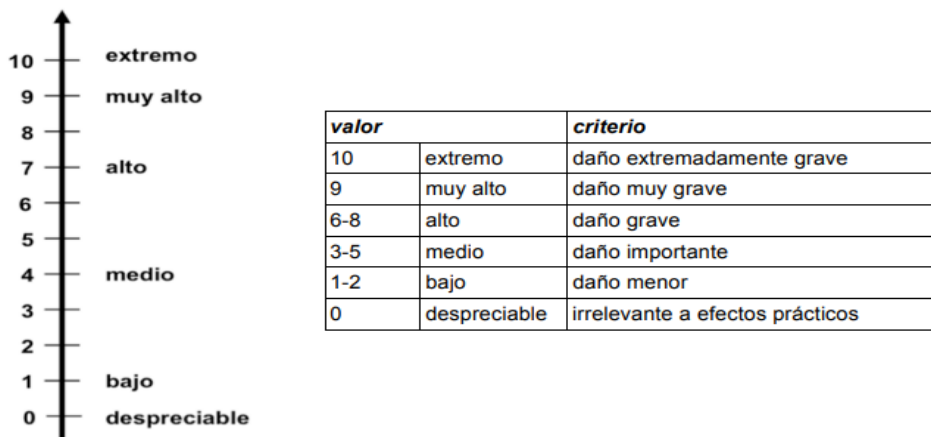 10 extremo
9 muy alto
8
7 alto
6
5
4 medio
3
2
1 bajo
0 despreciable
valor criterio
10 extremo daño extremadamente grave
9 muy alto daño muy grave
6-8 alto daño grave
3-5 medio daño importante
1-2 bajo daño menor
0 despreciable irrelevante a efectos prácticos